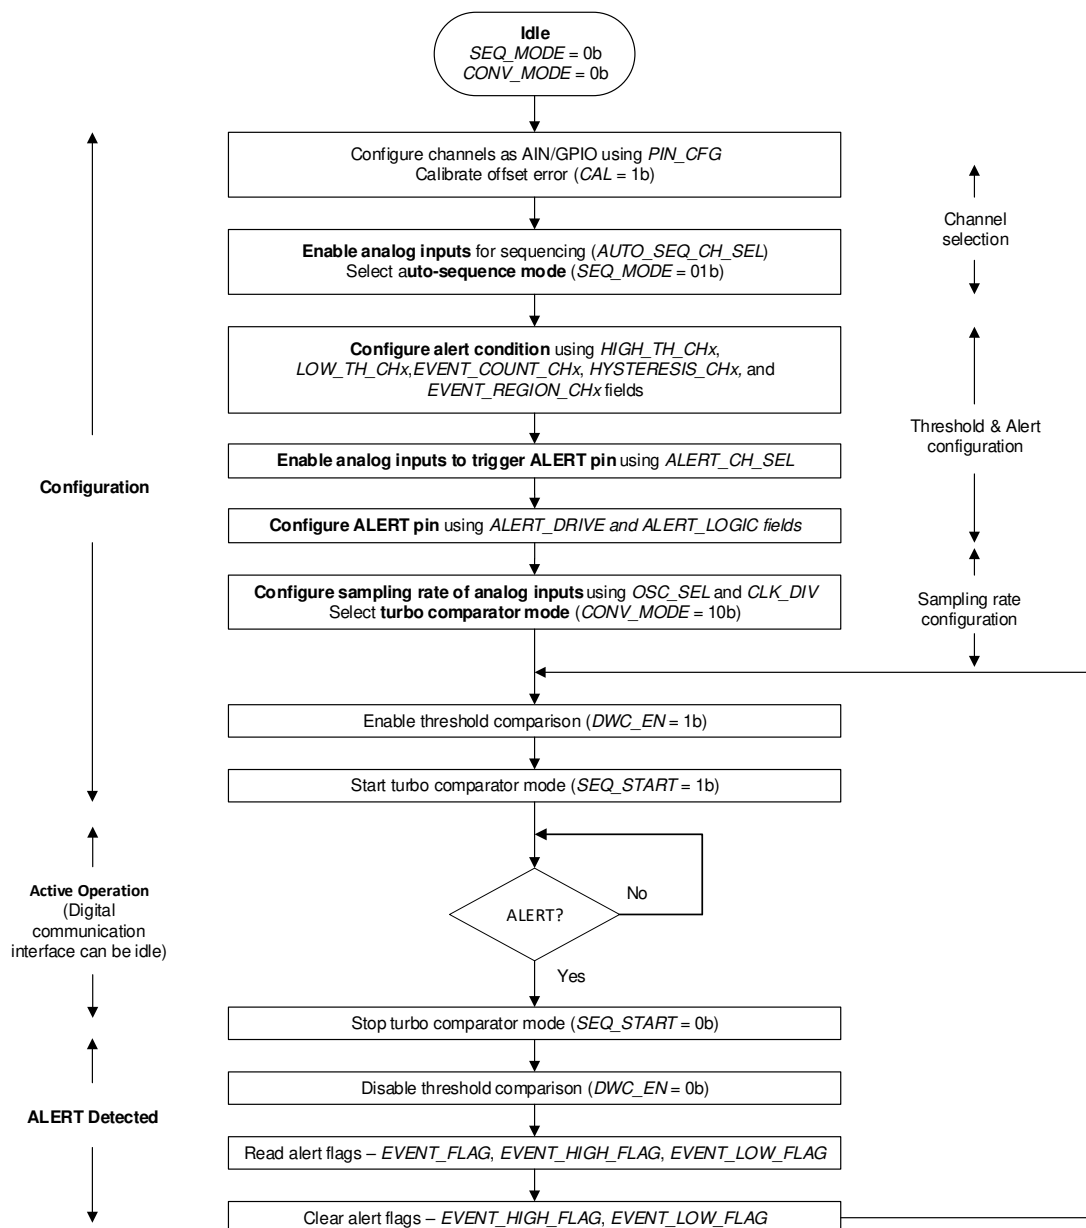 Idle
SEQ_MODE = 0b
CONV_MODE = 0b
Configure channels as AIN/GPIO using PIN_CFG
Calibrate offset error (CAL = 1b)
Channel
selection
Enable analog inputs for sequencing (AUTO_SEQ_CH_SEL)
Select auto-sequence mode (SEQ_MODE = 01b)
Configure alert condition using HIGH_TH_CHx,
LOW_TH_CHx,EVENT_COUNT_CHx, HYSTERESIS_CHx, and
EVENT_REGION_CHx fields
Threshold & Alert
configuration
Enable analog inputs to trigger ALERT pin using ALERT_CH_SEL
Configuration
Configure ALERT pin using ALERT_DRIVE and ALERT_LOGIC fields
Configure sampling rate of analog inputs using OSC_SEL and CLK_DIV
Select turbo comparator mode (CONV_MODE = 10b)
Sampling rate
configuration
Enable threshold comparison (DWC_EN = 1b)
Start turbo comparator mode (SEQ_START = 1b)
Active Operation
(Digital
communication
interface can be idle)
ALERT?
No
Yes
Stop turbo comparator mode (SEQ_START = 0b)
Disable threshold comparison (DWC_EN = 0b)
ALERT Detected
Read alert flags – EVENT_FLAG, EVENT_HIGH_FLAG, EVENT_LOW_FLAG
Clear alert flags – EVENT_HIGH_FLAG, EVENT_LOW_FLAG